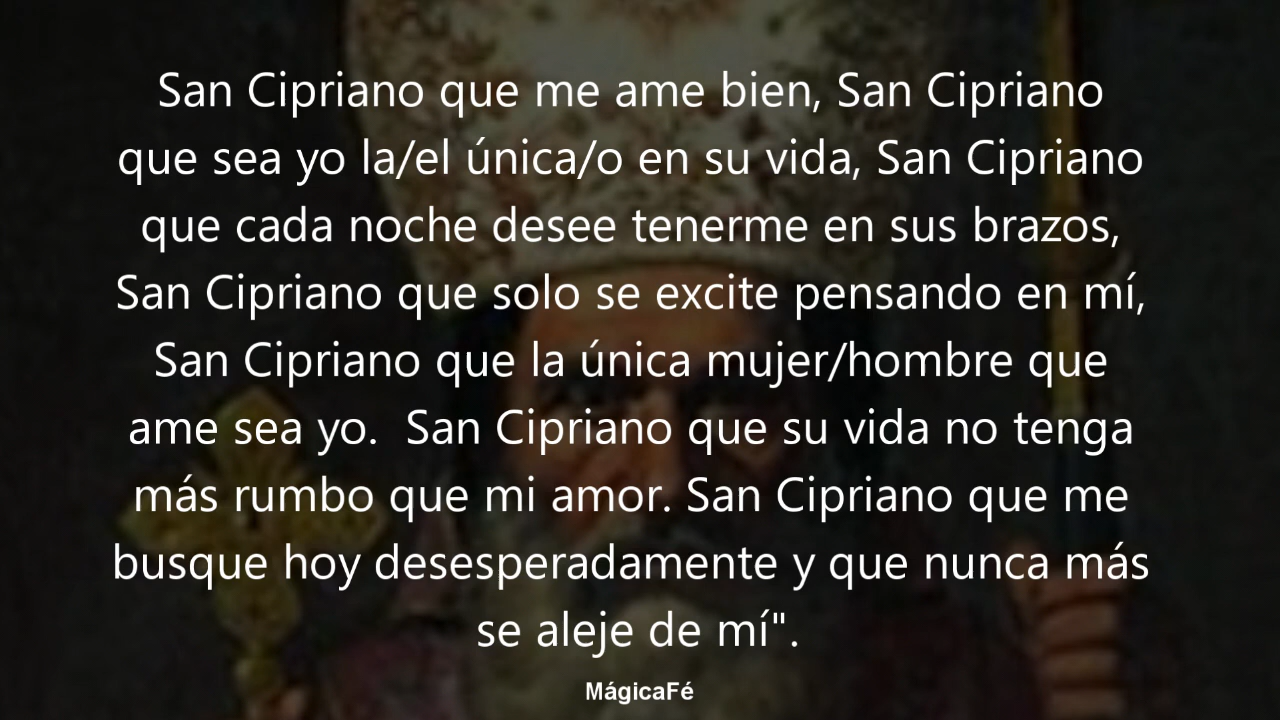 San Cipriano que me ame bien, San Cipriano
que sea yo la/el única/o en su vida, San Cipriano
que cada noche desee tenerme en sus brazos,
San Cipriano que solo se excite pensando en mí,
San Cipriano que la única mujer/hombre que
ame sea yo.  San Cipriano que su vida no tenga
más rumbo que mi amor. San Cipriano que me
busque hoy desesperadamente y que nunca más
se aleje de mí".
MágicaFé